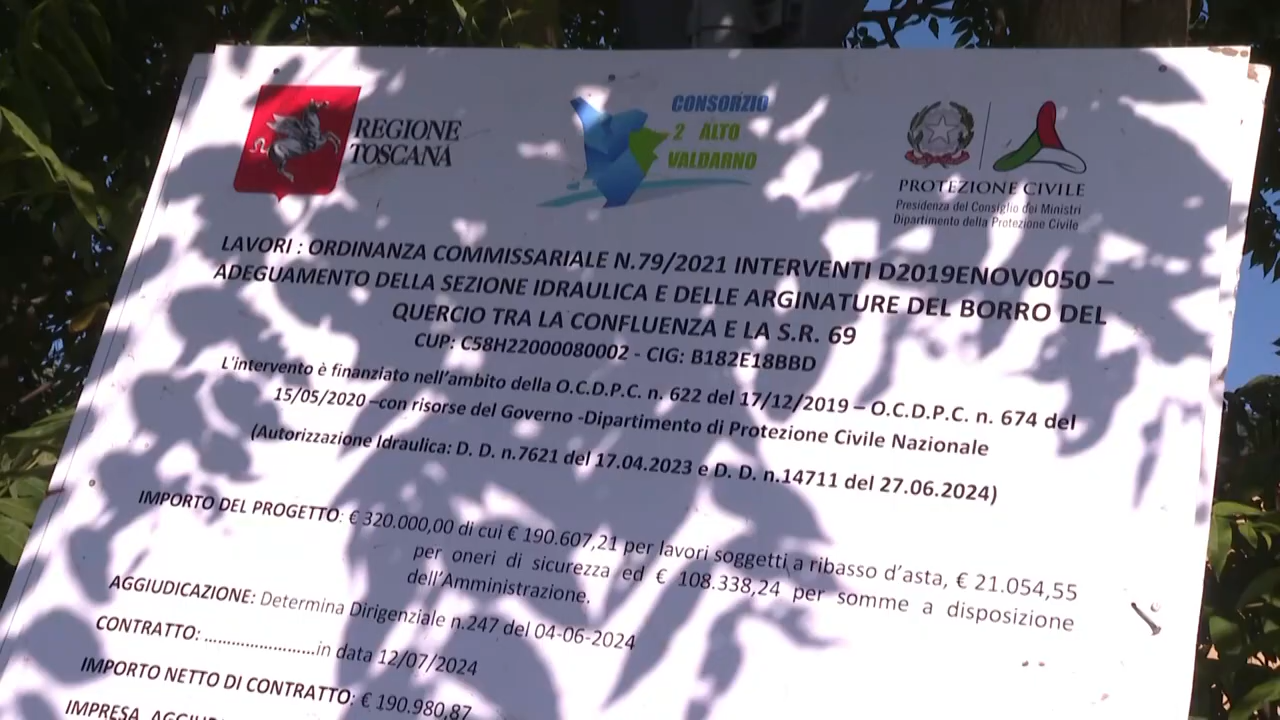 REGIONE
TOSCANA
CONSORZIO
2 ALTO
VALDARNO
PROTEZIONE CIVILE
Presidenza del Consiglio dei Ministri
Dipartimento della Protezione Civile
LAVORI : ORDINANZA COMMISSARIALE N.79/2021 INTERVENTI D2019ENOV0050 –
ADEGUAMENTO DELLA SEZIONE IDRAULICA E DELLE ARGINATURE DEL BORRO DEL
QUERCIO TRA LA CONFLUENZA E LA S.R. 69
CUP: C58H22000080002 - CIG: B182E18BBD
L'intervento è finanziato nell'ambito della O.C.D.P.C. n. 622 del 17/12/2019 – O.C.D.P.C. n. 674 del
15/05/2020 –con risorse del Governo -Dipartimento di Protezione Civile Nazionale
(Autorizzazione Idraulica: D. D. n.7621 del 17.04.2023 e D. D. n.14711 del 27.06.2024)
IMPORTO DEL PROGETTO: € 320.000,00 di cui € 190.607,21 per lavori soggetti a ribasso d'asta, € 21.054,55
per oneri di sicurezza ed € 108.338,24 per somme a disposizione
dell'Amministrazione.
AGGIUDICAZIONE: Determina Dirigenziale n.247 del 04-06-2024
CONTRATTO: ........................in data 12/07/2024
IMPORTO NETTO DI CONTRATTO: € 190.980,87
IMPRESA